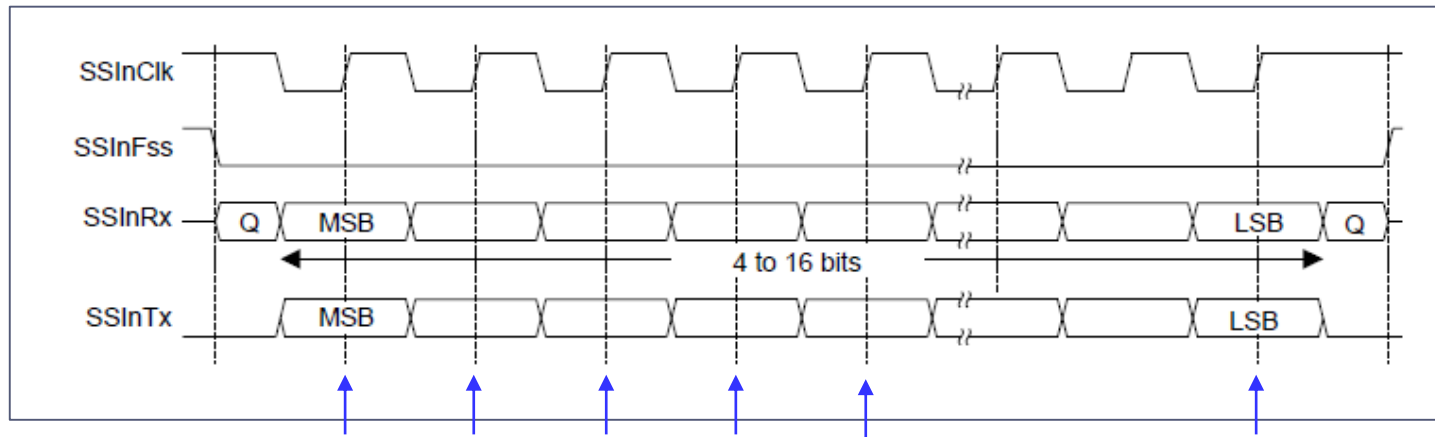 SSInClk
SSInFss
SSInRx Q MSB LSB Q
4 to 16 bits
SSInTx MSB LSB